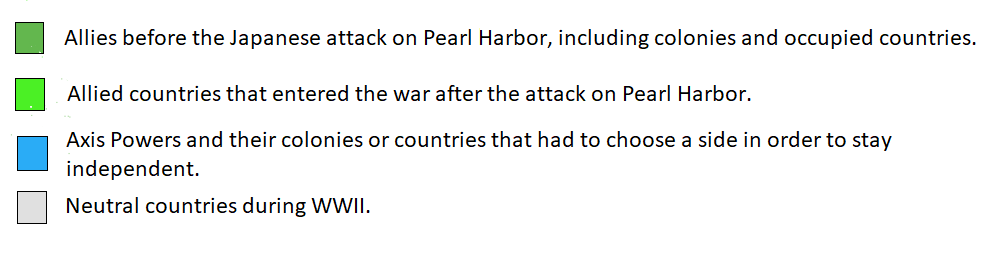 Allies before the Japanese attack on Pearl Harbor, including colonies and occupied countries.
Allied countries that entered the war after the attack on Pearl Harbor.
Axis Powers and their colonies or countries that had to choose a side in order to stay
independent.
Neutral countries during WWII.